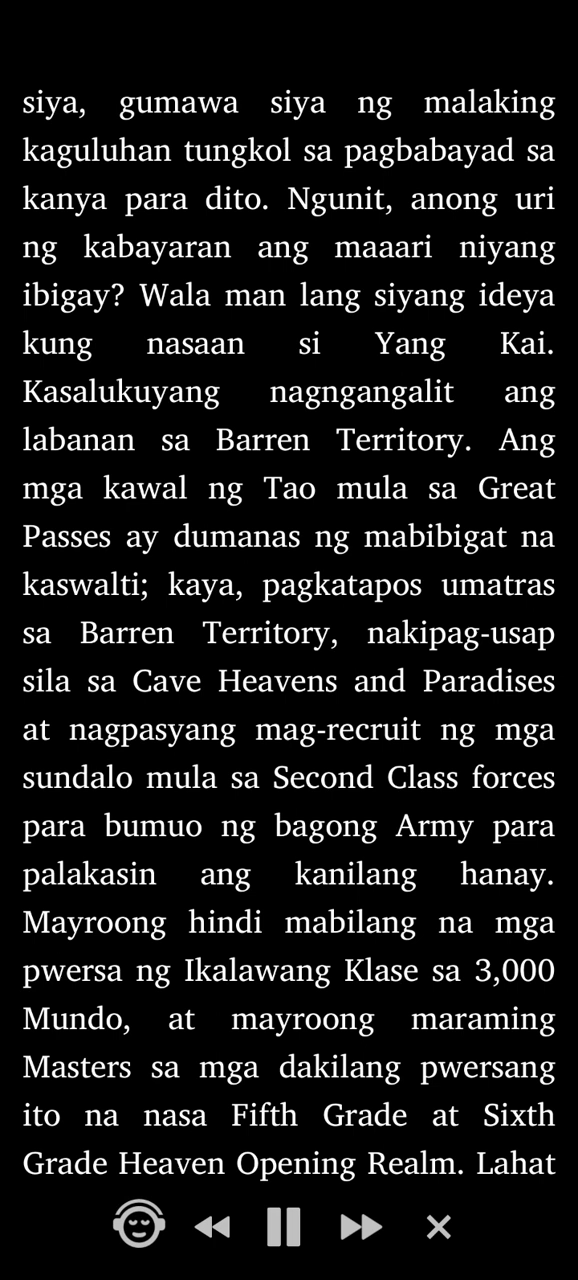 siya, gumawa siya ng malaking
kaguluhan tungkol sa pagbabayad sa
kanya para dito. Ngunit, anong uri
ng kabayaran ang maaari niyang
ibigay? Wala man lang siyang ideya
kung nasaan si Yang Kai.
Kasalukuyang nagngangalit ang
labanan sa Barren Territory. Ang
mga kawal ng Tao mula sa Great
Passes ay dumanas ng mabibigat na
kaswalti; kaya, pagkatapos umatras
sa Barren Territory, nakipag-usap
sila sa Cave Heavens and Paradises
at nagpasyang mag-recruit ng mga
sundalo mula sa Second Class forces
para bumuo ng bagong Army para
palakasin ang kanilang hanay.
Mayroong hindi mabilang na mga
pwersa ng Ikalawang Klase sa 3,000
Mundo, at mayroong maraming
Masters sa mga dakilang pwersang
ito na nasa Fifth Grade at Sixth
Grade Heaven Opening Realm. Lahat